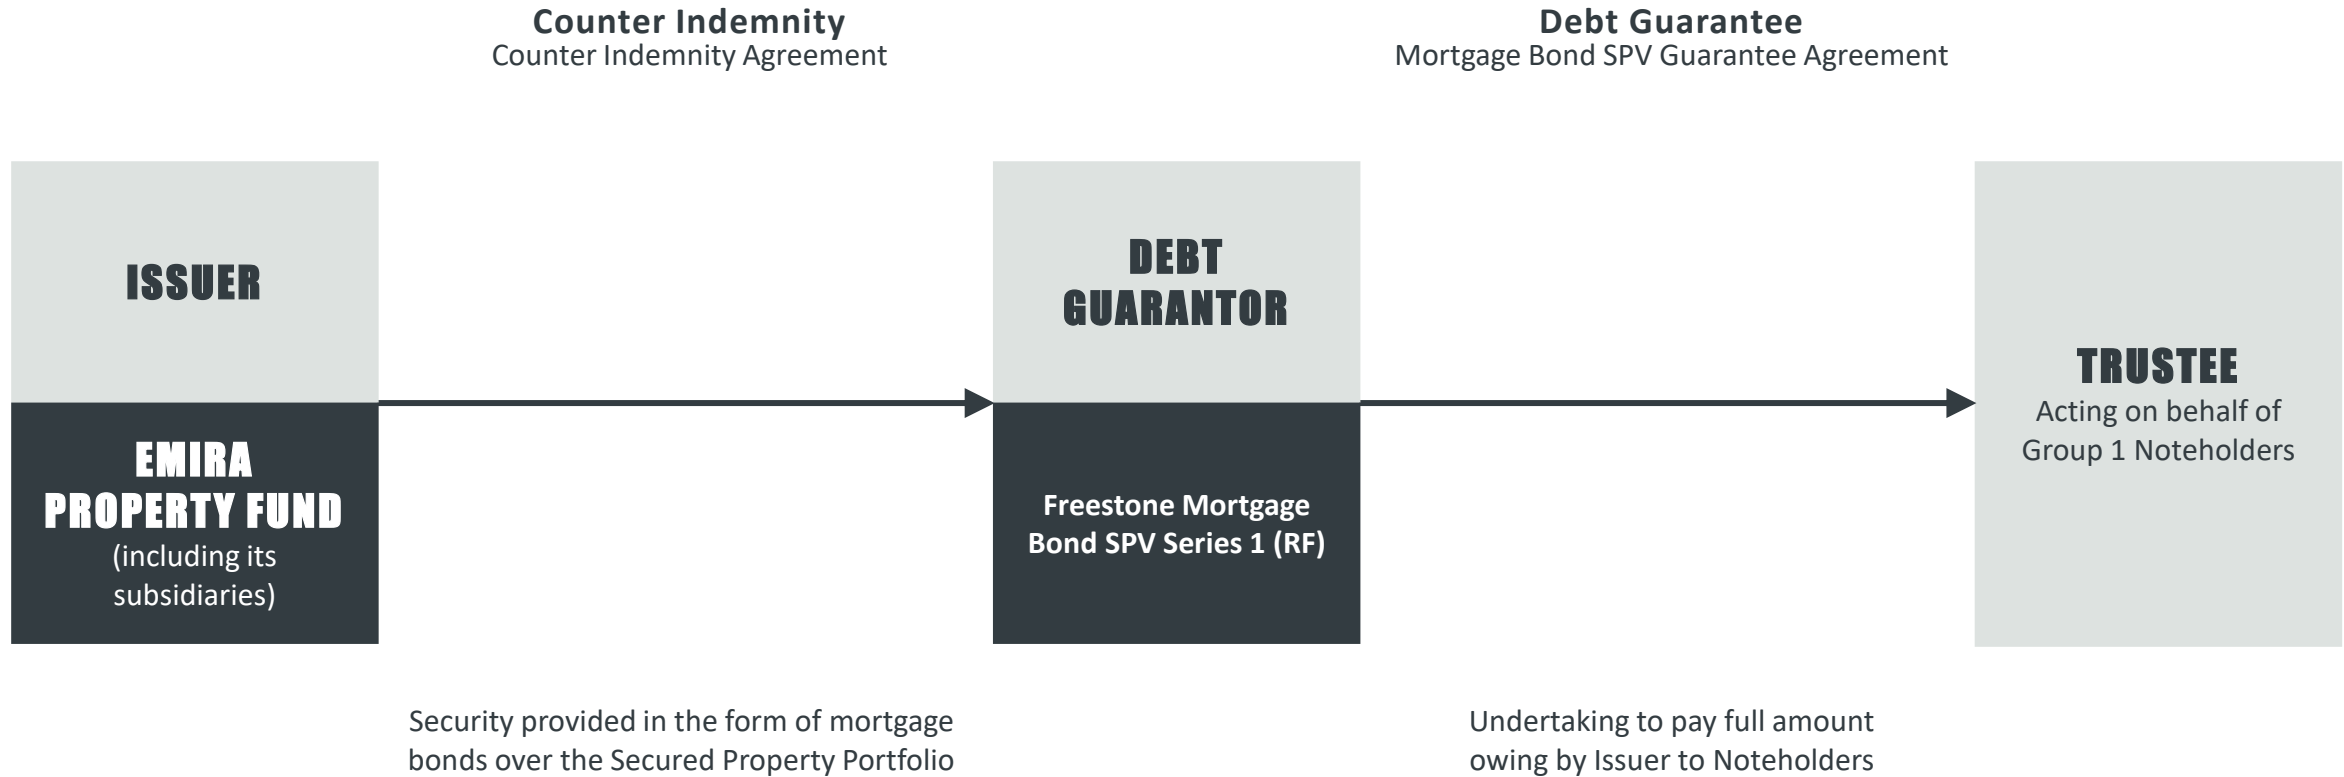 Counter Indemnity
Counter Indemnity Agreement
Debt Guarantee
Mortgage Bond SPV Guarantee Agreement
ISSUER
EMIRA
PROPERTY FUND
(including its
subsidiaries)
DEBT
GUARANTOR
Freestone Mortgage
Bond SPV Series 1 (RF)
TRUSTEE
Acting on behalf of
Group 1 Noteholders
Security provided in the form of mortgage
bonds over the Secured Property Portfolio
Undertaking to pay full amount
owing by Issuer to Noteholders